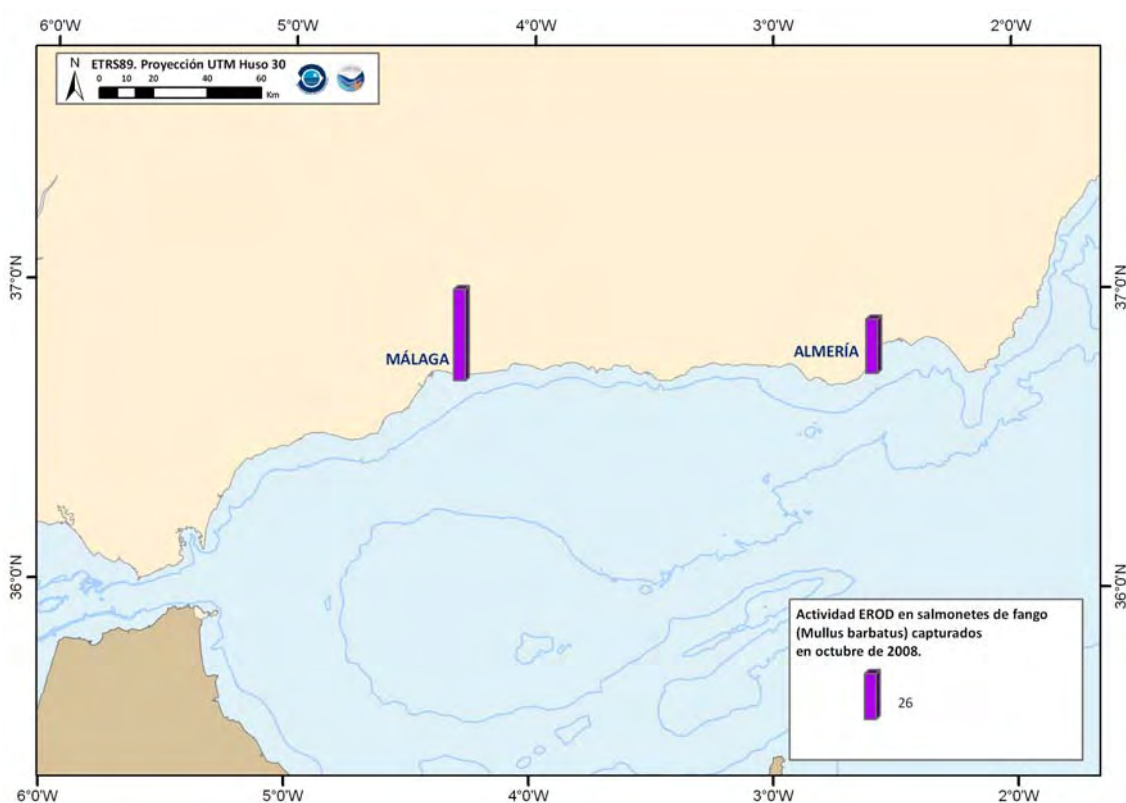 6°0'W 5°0'W 4°0'W 3°0'W 2°0'W
N ETRS89. Proyección UTM Huso 30
0 10 20 40 60
Km
37°0'N 37°0'N
MÁLAGA
ALMERÍA
36°0'N 36°0'N
Actividad EROD en salmonetes de fango
(Mullus barbatus) capturados
en octubre de 2008.
26
6°0'W 5°0'W 4°0'W 3°0'W 2°0'W